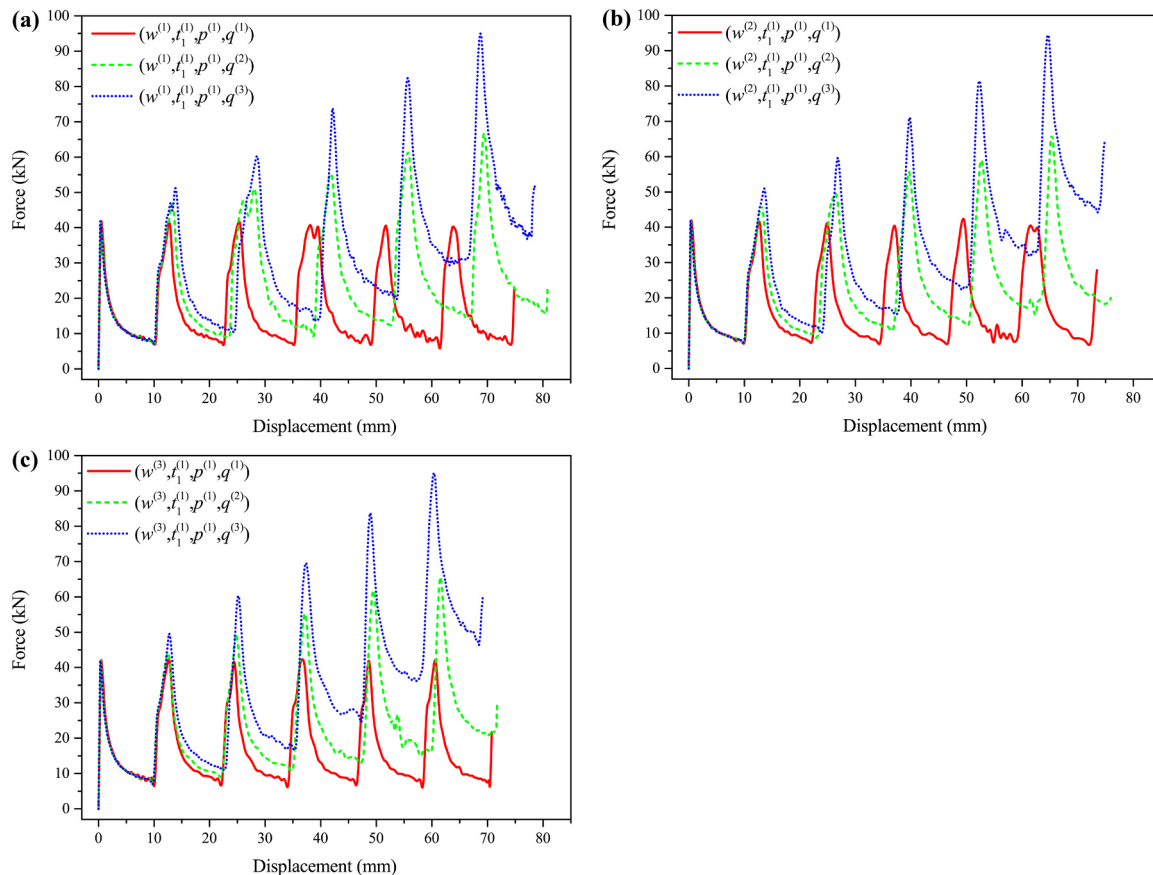 (a)
(w^(1),t_1^(1),p^(1),q^(1))
(w^(1),t_1^(1),p^(1),q^(2))
(w^(1),t_1^(1),p^(1),q^(3))
100
95
90
80
70
60
50
40
30
20
10
0
Force (kN)
0 10 20 30 40 50 60 70 80
Displacement (mm)
(b)
(w^(2),t_1^(1),p^(1),q^(1))
(w^(2),t_1^(1),p^(1),q^(2))
(w^(2),t_1^(1),p^(1),q^(3))
100
95
90
80
70
60
50
40
30
20
10
0
Force (kN)
0 10 20 30 40 50 60 70 80
Displacement (mm)
(c)
(w^(3),t_1^(1),p^(1),q^(1))
(w^(3),t_1^(1),p^(1),q^(2))
(w^(3),t_1^(1),p^(1),q^(3))
100
95
90
80
70
60
50
40
30
20
10
0
Force (kN)
0 10 20 30 40 50 60 70 80
Displacement (mm)